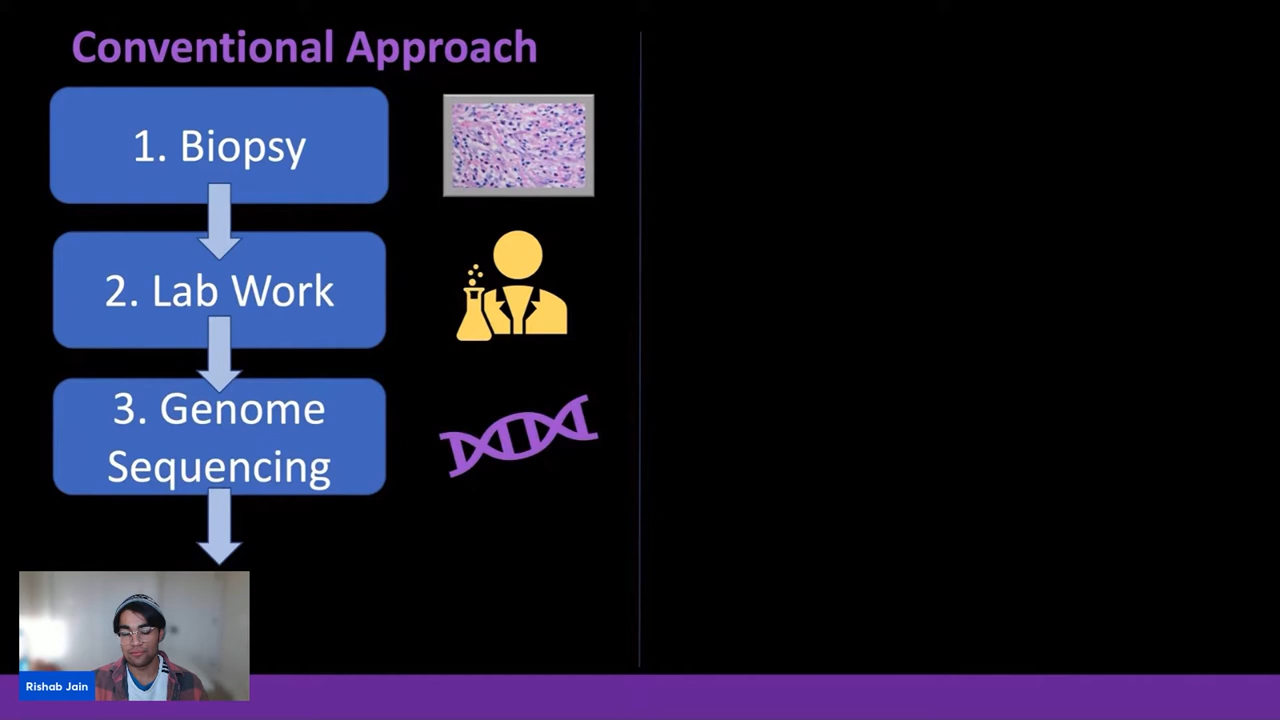 Conventional Approach
1. Biopsy
2. Lab Work
3. Genome
Sequencing
Rishab Jain